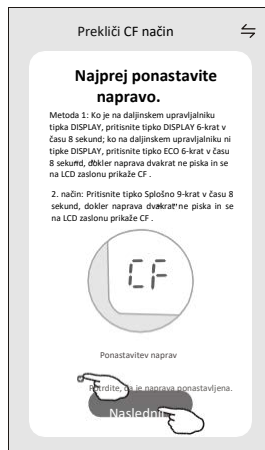 Prekliči CF način
Najprej ponastavite
napravo.
Metoda 1: Ko je na daljinskem upravljalniku
tipka DISPLAY, pritisnite tipko DISPLAY 6-krat v
času 8 sekund; ko na daljinskem upravljalniku ni
tipke DISPLAY, pritisnite tipko ECO 6-krat v času
8 sekund, dokler naprava dvakrat ne piska in se
na LCD zaslonu prikaže CF .
2. način: Pritisnite tipko Splošno 9-krat v času 8
sekund, dokler naprava dvakrat ne piska in se
na LCD zaslonu prikaže CF .
CF
Ponastavitev naprav
Potrdite, da je naprava ponastavljena.
Naslednji